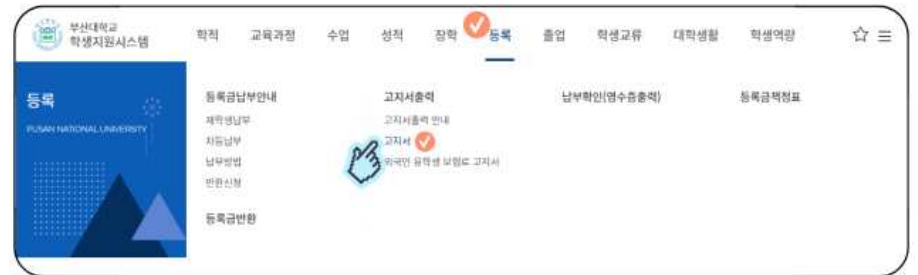 부산대학교
학생지원시스템
학적 교육과정 수업 성적 장학 등록 졸업 학생교류 대학생활 학생역량
등록
PUSAN NATIONAL UNIVERSITY
등록금납부안내
재학생납부
차등납부
납부방법
반환신청
등록금반환
고지서출력
고지서출력 안내
고지서
외국인 유학생 보험료 고지서
납부확인(영수증출력)
등록금책정표